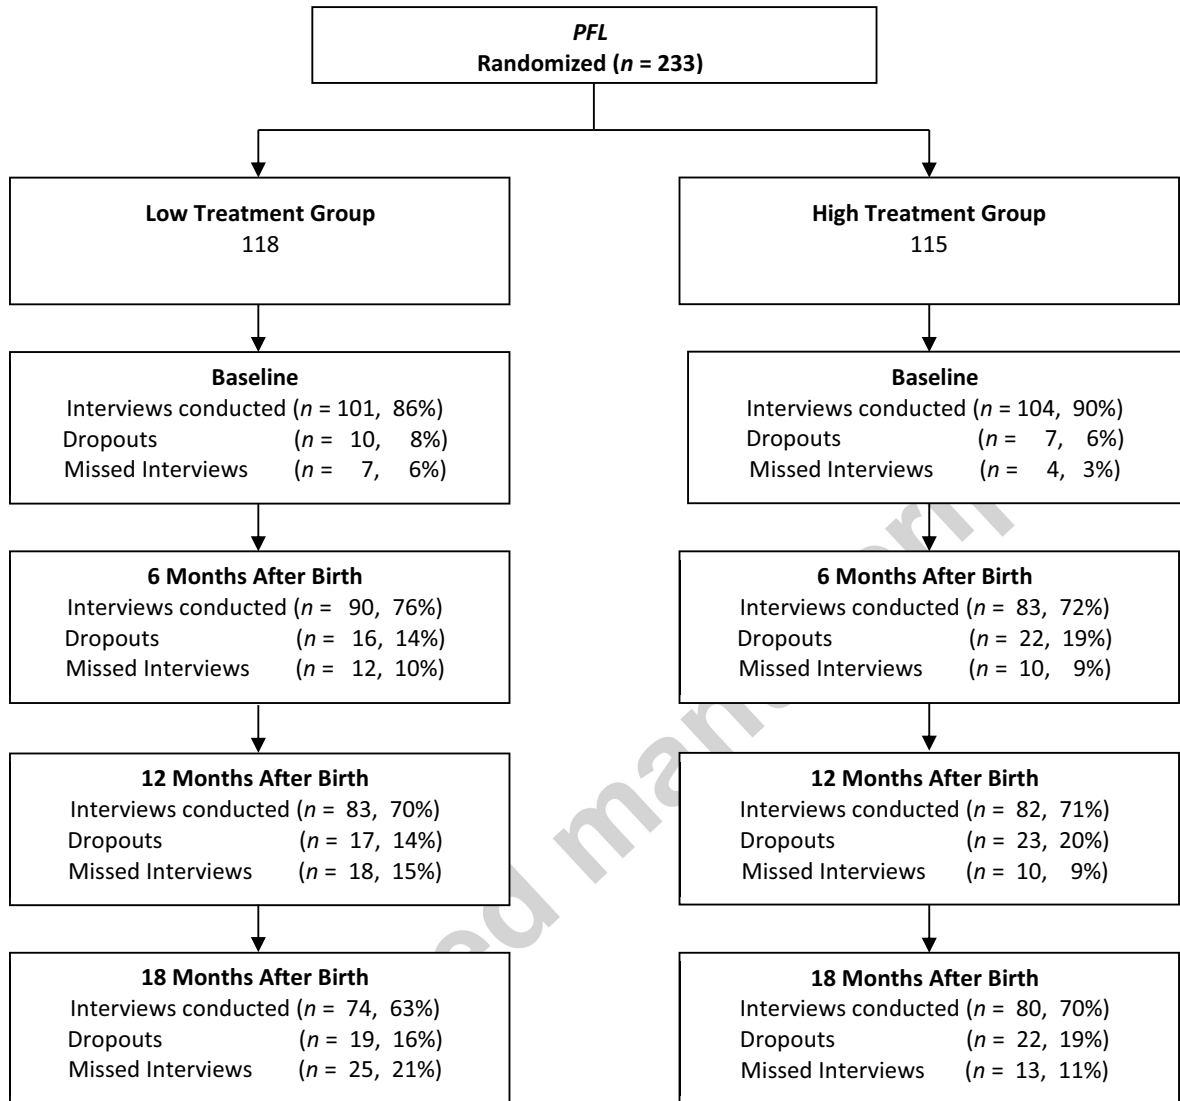 PFL
Randomized (n = 233)
Low Treatment Group
118
High Treatment Group
115
Baseline
Interviews conducted (n = 101, 86%)
Dropouts (n = 10, 8%)
Missed Interviews (n = 7, 6%)
Baseline
Interviews conducted (n = 104, 90%)
Dropouts (n = 7, 6%)
Missed Interviews (n = 4, 3%)
6 Months After Birth
Interviews conducted (n = 90, 76%)
Dropouts (n = 16, 14%)
Missed Interviews (n = 12, 10%)
6 Months After Birth
Interviews conducted (n = 83, 72%)
Dropouts (n = 22, 19%)
Missed Interviews (n = 10, 9%)
12 Months After Birth
Interviews conducted (n = 83, 70%)
Dropouts (n = 17, 14%)
Missed Interviews (n = 18, 15%)
12 Months After Birth
Interviews conducted (n = 82, 71%)
Dropouts (n = 23, 20%)
Missed Interviews (n = 10, 9%)
18 Months After Birth
Interviews conducted (n = 74, 63%)
Dropouts (n = 19, 16%)
Missed Interviews (n = 25, 21%)
18 Months After Birth
Interviews conducted (n = 80, 70%)
Dropouts (n = 22, 19%)
Missed Interviews (n = 13, 11%)